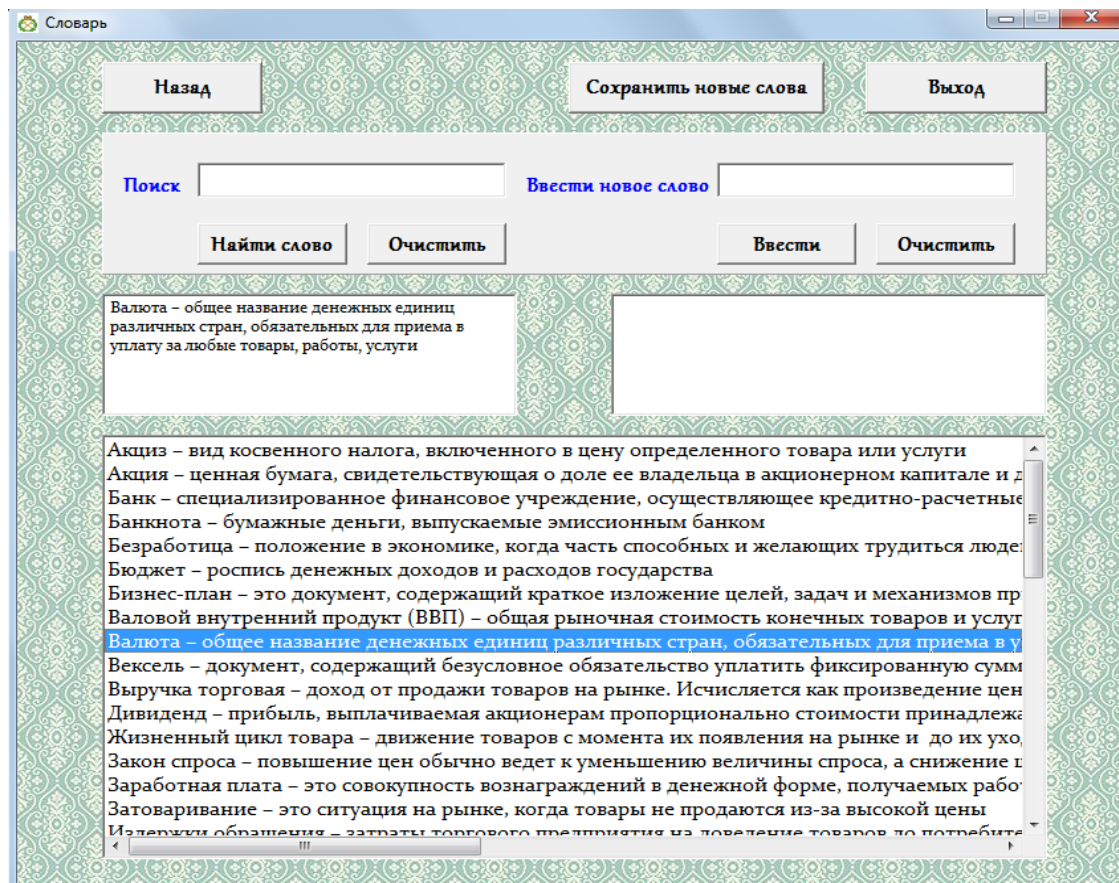 Словарь
Назад
Сохранить новые слова
Выход
Поиск
Ввести новое слово
Найти слово
Очистить
Ввести
Очистить
Валюта – общее название денежных единиц
различных стран, обязательных для приема в
уплату за любые товары, работы, услуги
Акциз – вид косвенного налога, включенного в цену определенного товара или услуги
Акция – ценная бумага, свидетельствующая о доле ее владельца в акционерном капитале и
Банк – специализированное финансовое учреждение, осуществляющее кредитно-расчетные
Банкнота – бумажные деньги, выпускаемые эмиссионным банком
Безработица – положение в экономике, когда часть способных и желающих трудиться
Бюджет – роспись денежных доходов и расходов государства
Бизнес-план – это документ, содержащий краткое изложение целей, задач и механизмов
Валовой внутренний продукт (ВВП) – общая рыночная стоимость конечных товаров и
Валюта – общее название денежных единиц различных стран, обязательных для приема в
Вексель – документ, содержащий безусловное обязательство уплатить фиксированную
Выручка торговая – доход от продажи товаров на рынке. Исчисляется как произведение
Дивиденд – прибыль, выплачиваемая акционерам пропорционально стоимости
Жизненный цикл товара – движение товаров с момента их появления на рынке и до их
Закон спроса – повышение цен обычно ведет к уменьшению величины спроса, а снижение
Заработная плата – это совокупность вознаграждений в денежной форме, получаемых
Затоваривание – это ситуация на рынке, когда товары не продаются из-за высокой цены
Издержки обращения – затраты торгового предприятия на доведение товаров до